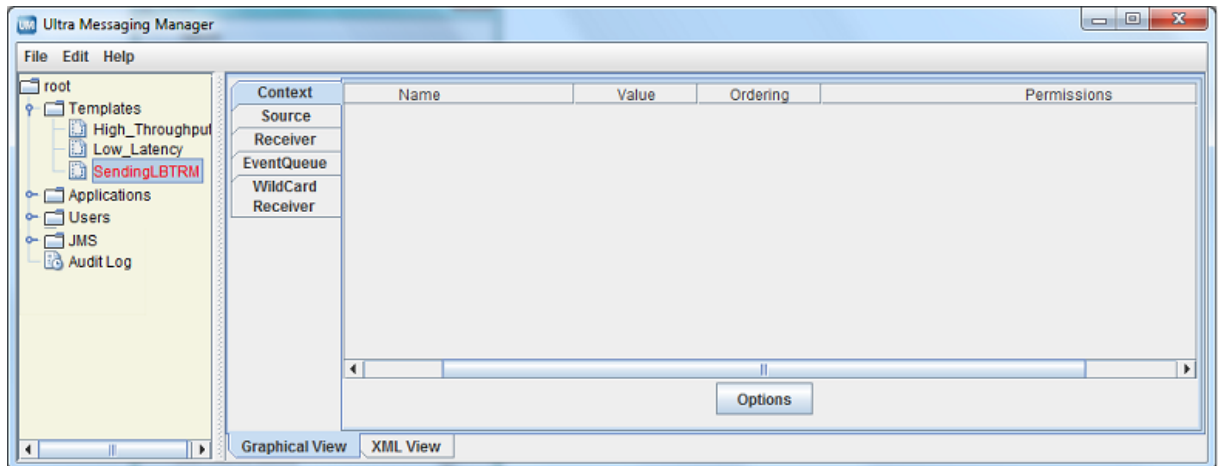 UM Ultra Messaging Manager
File Edit Help
root
Templates
High_Throughput
Low_Latency
SendingLBTRM
Applications
Users
JMS
Audit Log
Context
Source
Receiver
EventQueue
WildCard
Receiver
Name Value Ordering Permissions
Options
Graphical View XML View